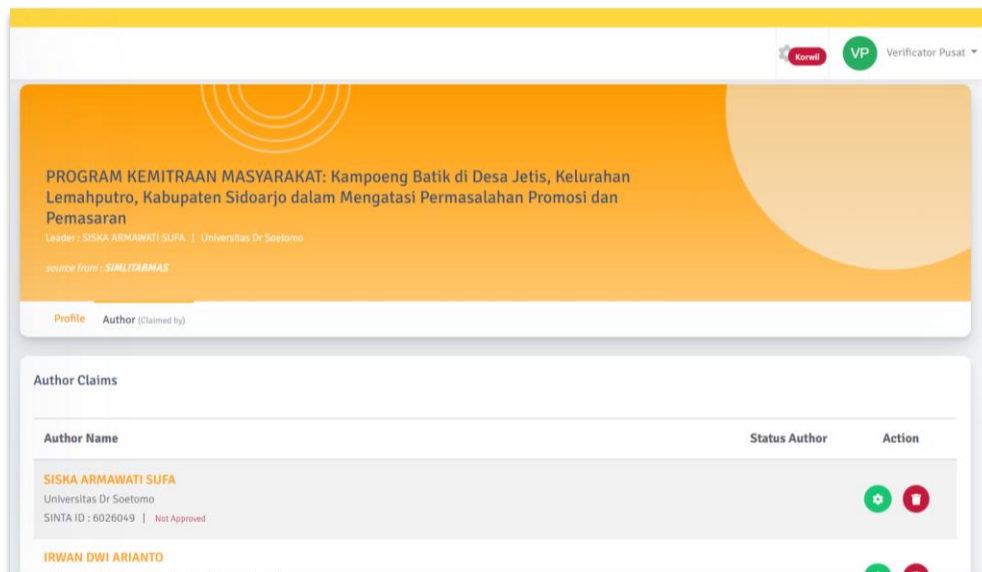 Korwil
VP
Verificator Pusat
PROGRAM KEMITRAAN MASYARAKAT: Kampoeng Batik di Desa Jetis, Kelurahan
Lemahputro, Kabupaten Sidoarjo dalam Mengatasi Permasalahan Promosi dan
Pemasaran
Leader : SISKA ARMAWATI SUFA | Universitas Dr Soetomo
source from : SIMLITABMAS
Profile Author (Claimed by)
Author Claims
Author Name Status Author Action
SISKA ARMAWATI SUFA
Universitas Dr Soetomo
SINTA ID : 6026049 | Not Approved
IRWAN DWI ARIANTO